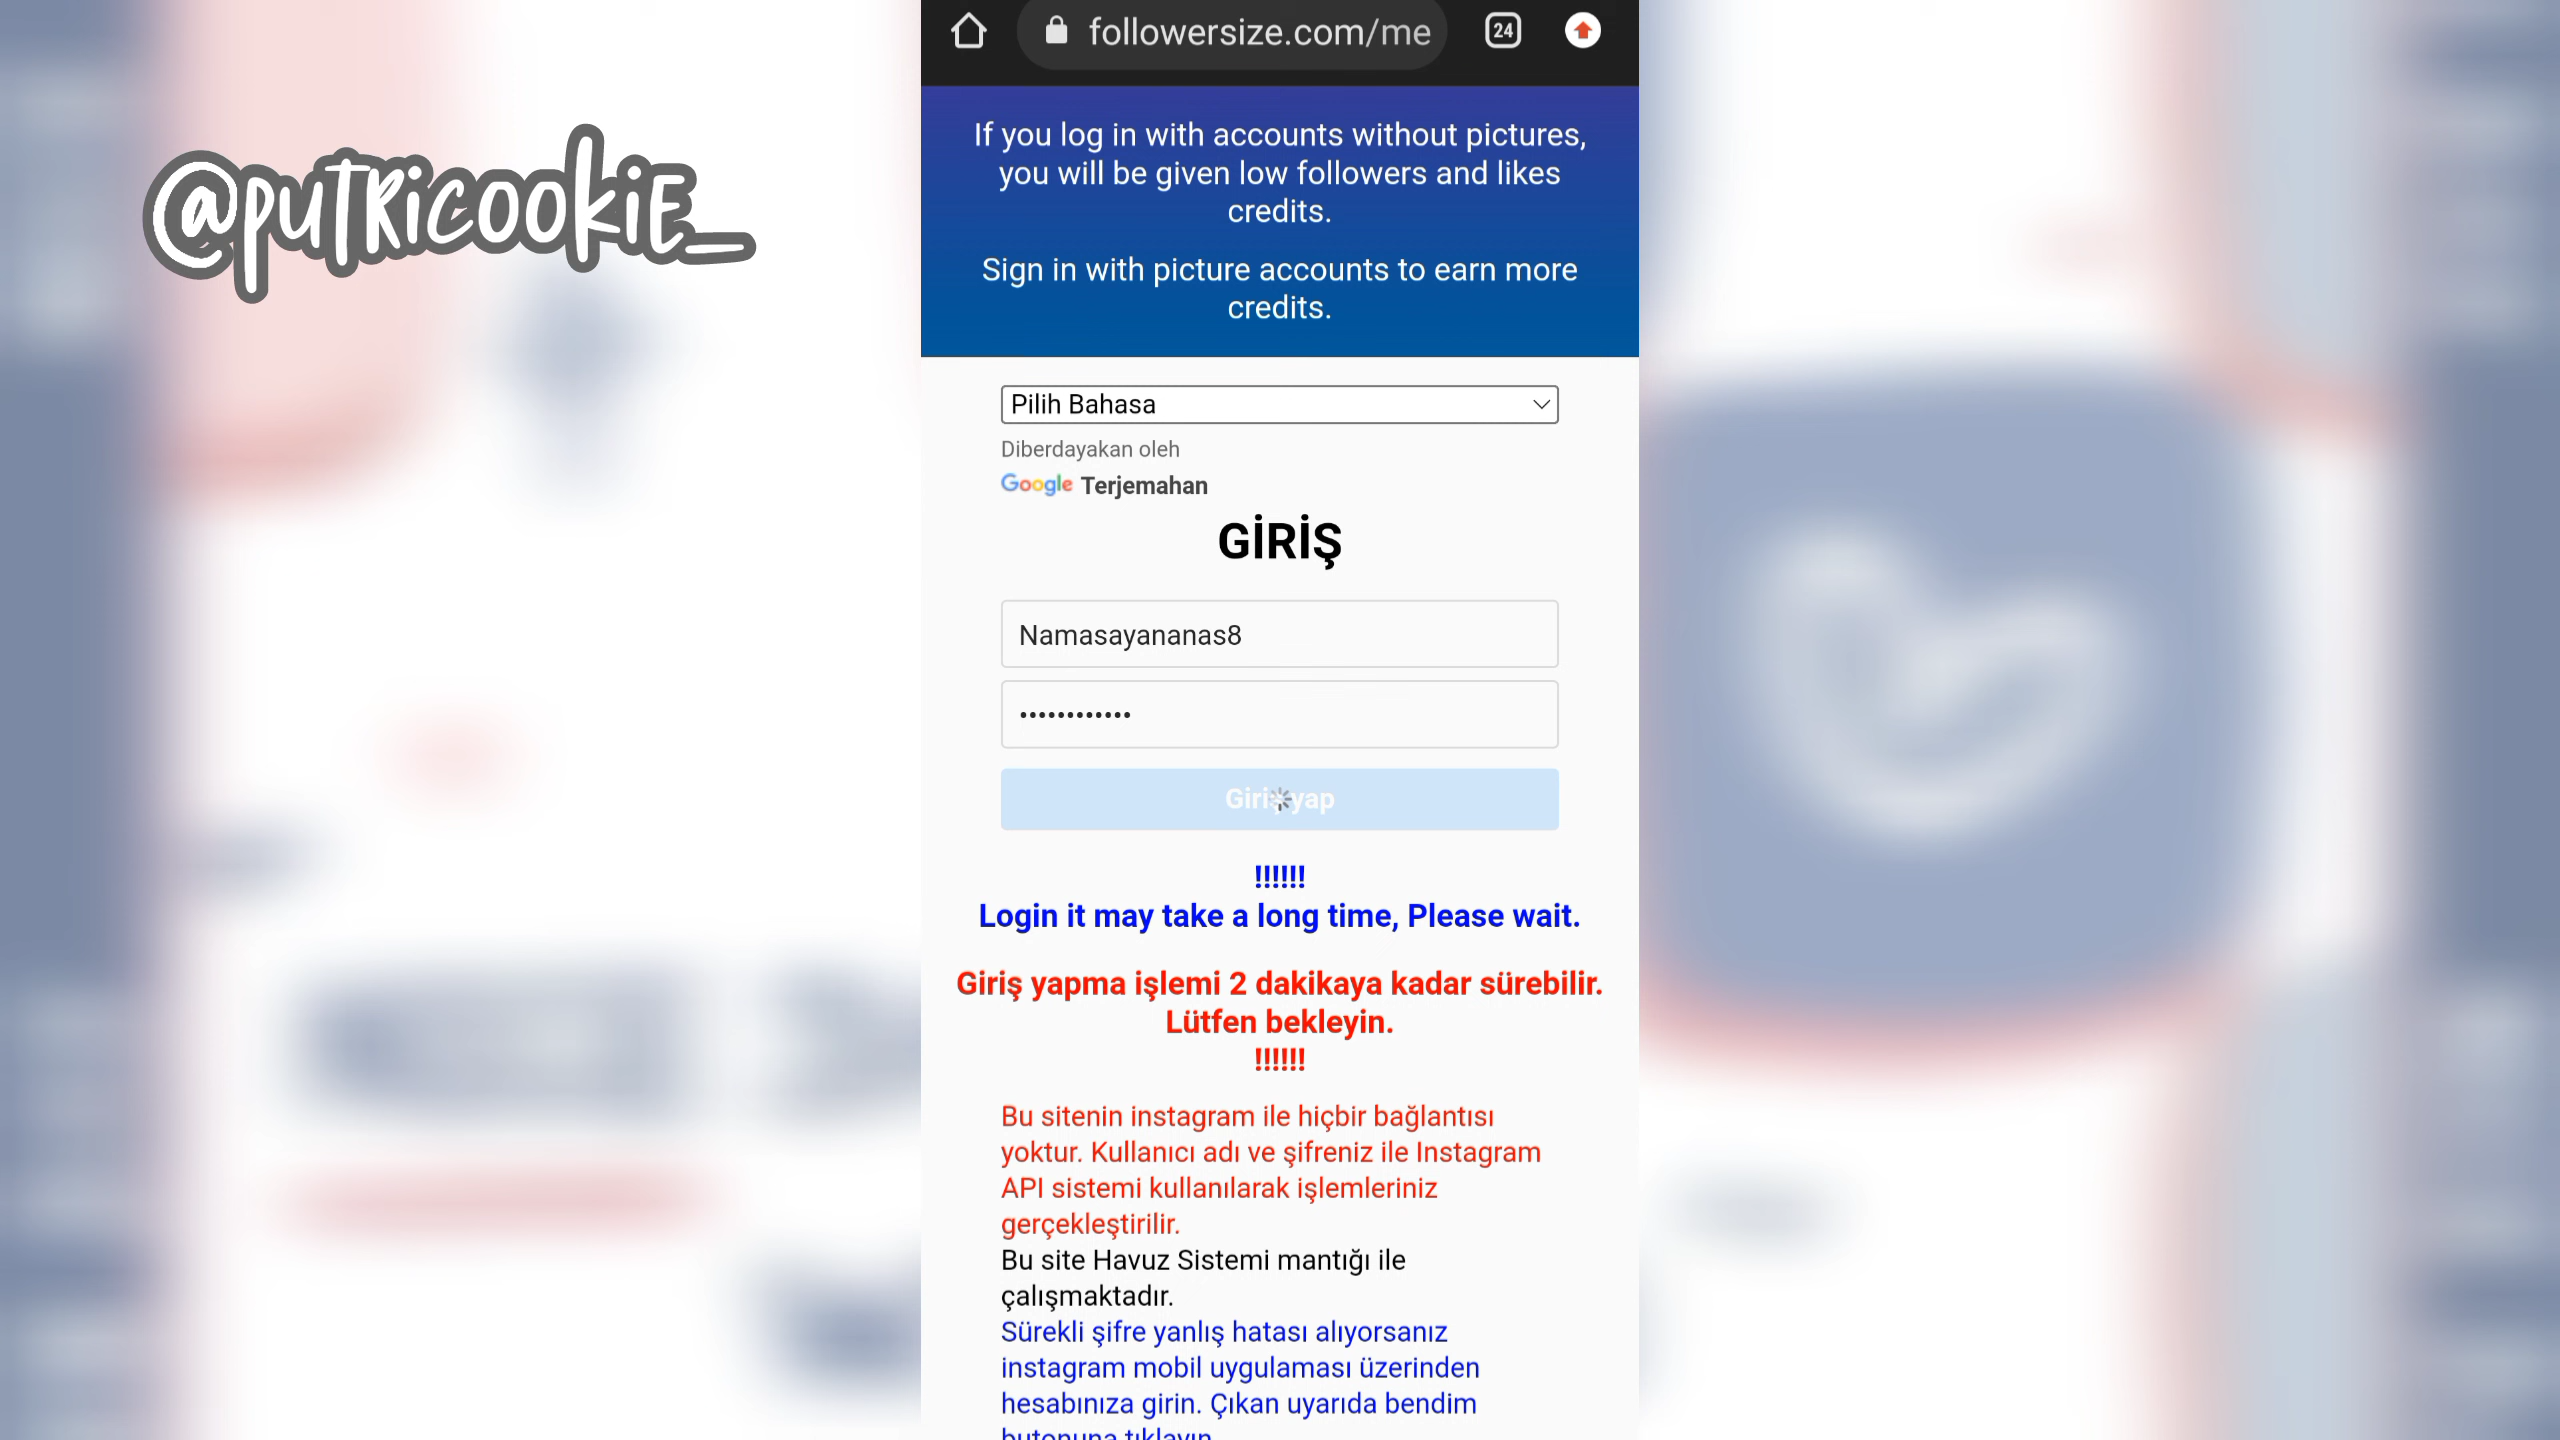 @PUTRICOOKIE_
followersize.com/me
24
If you log in with accounts without pictures,
you will be given low followers and likes
credits.
Sign in with picture accounts to earn more
credits.
Pilih Bahasa
Diberdayakan oleh
Google Terjemahan
GİRİŞ
Namasayananas8
••••••••••••
Giriş yap
!!!!!!
Login it may take a long time, Please wait.
Giriş yapma işlemi 2 dakikaya kadar sürebilir.
Lütfen bekleyin.
!!!!!!
Bu sitenin instagram ile hiçbir bağlantısı
yoktur. Kullanıcı adı ve şifreniz ile Instagram
API sistemi kullanılarak işlemleriniz
gerçekleştirilir.
Bu site Havuz Sistemi mantığı ile
çalışmaktadır.
Sürekli şifre yanlış hatası alıyorsanız
instagram mobil uygulaması üzerinden
hesabınıza girin. Çıkan uyarıda bendim
butonuna tıklayın